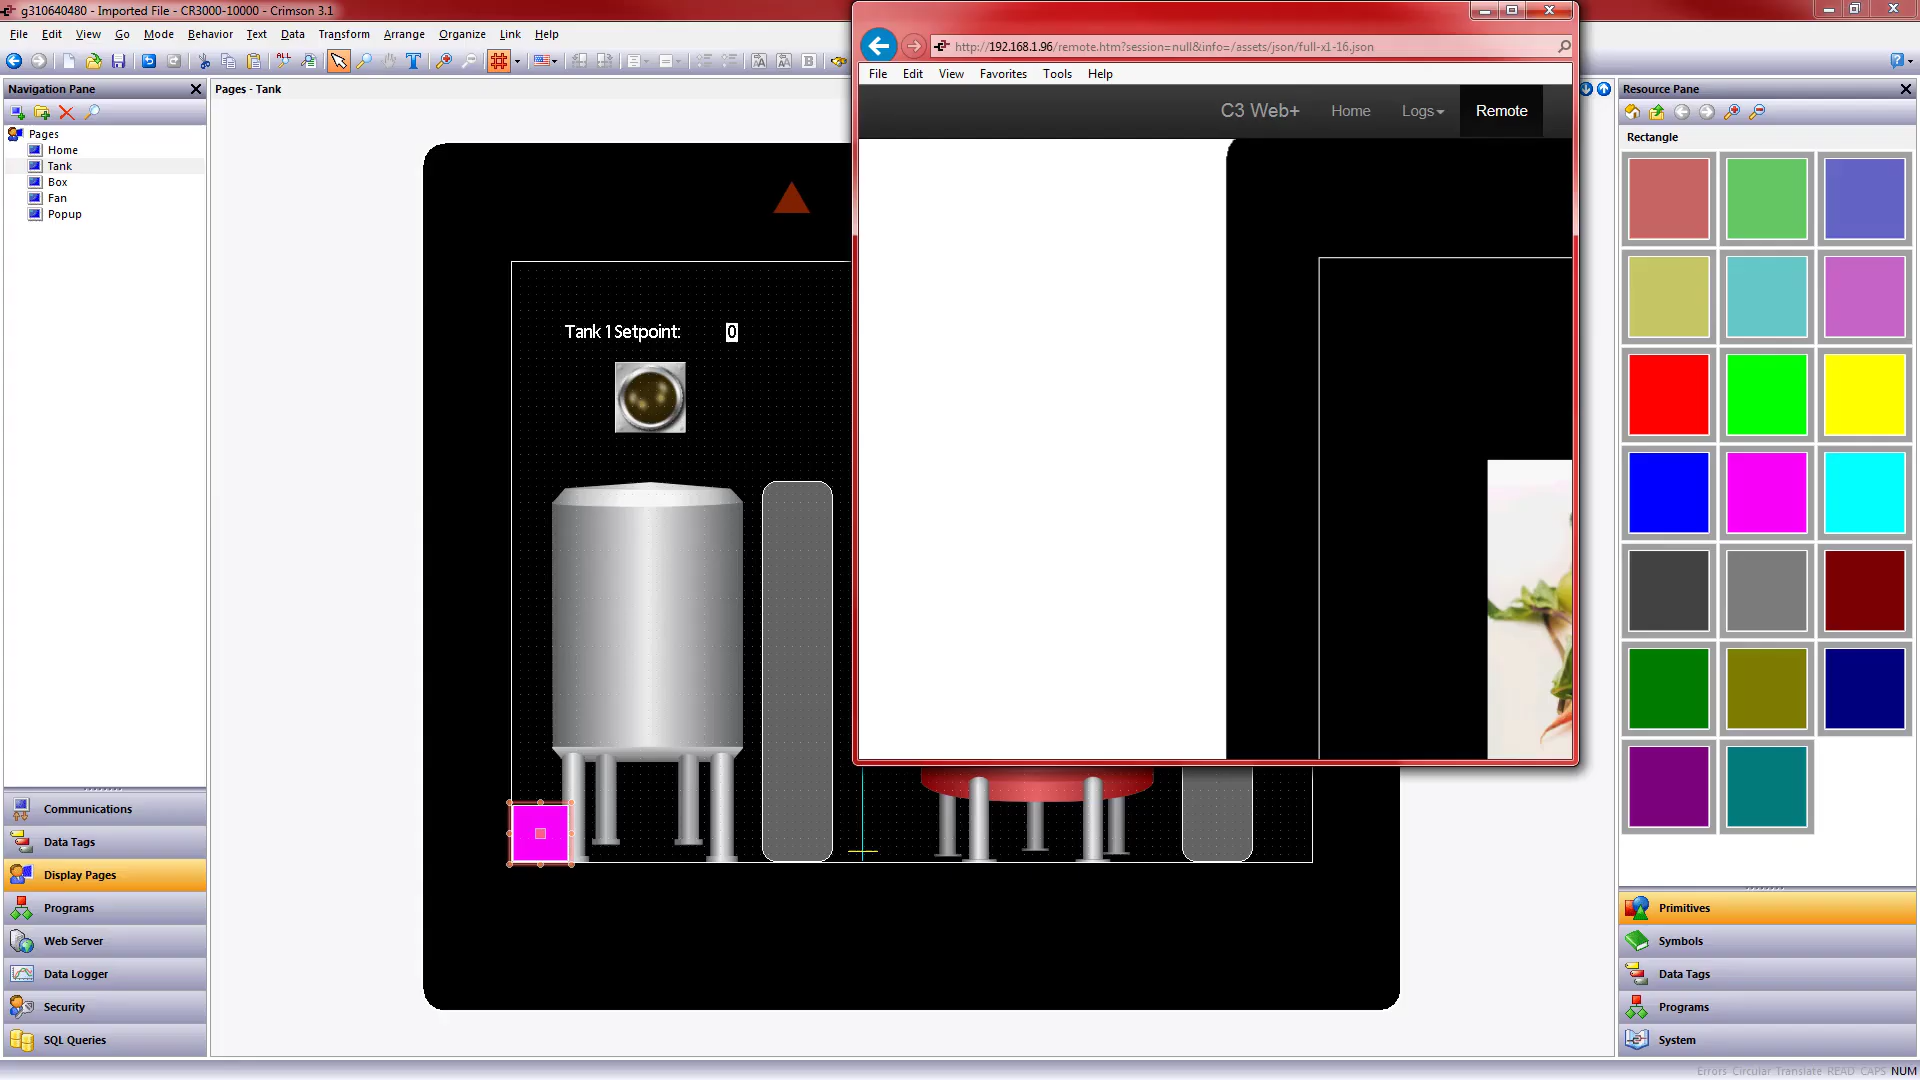 g310640480 - Imported File - CR3000-10000 - Crimson 3.1
File Edit View Go Mode Behavior Text Data Transform Arrange Organize Link Help
ALL
T
A A B
Navigation Pane
Pages - Tank
Pages
Home
Tank
Box
Fan
Popup
Communications
Data Tags
Display Pages
Programs
Web Server
Data Logger
Security
SQL Queries
Tank 1 Setpoint: 0
http://192.168.1.96/remote.htm?session=null&info=/assets/json/full-x1-16.json
File Edit View Favorites Tools Help
C3 Web+ Home Logs Remote
Resource Pane
Rectangle
Primitives
Symbols
Data Tags
Programs
System
Errors Circular Translate READ CAPS NUM